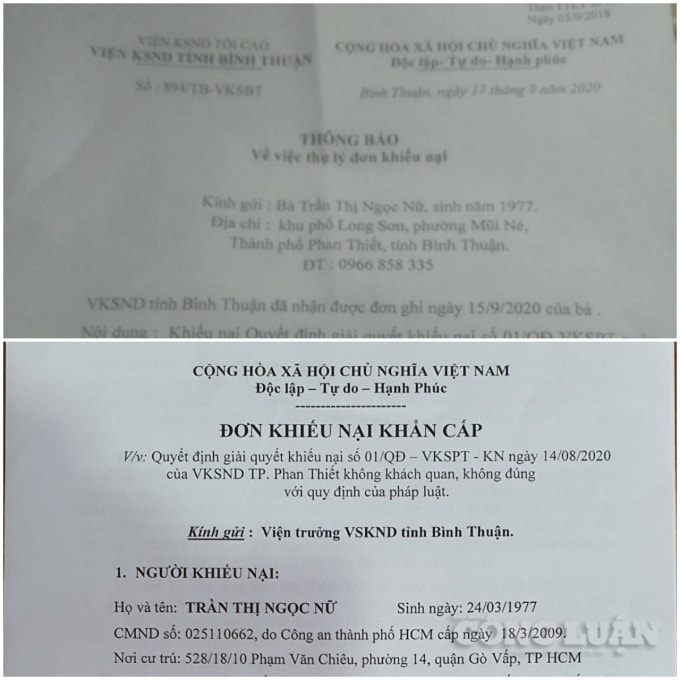 Theo TTLT
Ngày 05/9/2018
VIỆN KSND TỐI CAO
VIỆN KSND TỈNH BÌNH THUẬN
CỘNG HÒA XÃ HỘI CHỦ NGHĨA VIỆT NAM
Độc lập- Tự do- Hạnh phúc
Số : 894/TB-VKSBT
Bình Thuận, ngày 17 tháng 9 năm 2020
THÔNG BÁO
Về việc thụ lý đơn khiếu nại
Kính gửi : Bà Trần Thị Ngọc Nữ, sinh năm 1977.
Địa chỉ : khu phố Long Sơn, phường Mũi Né,
Thành phố Phan Thiết, tỉnh Bình Thuận.
ĐT : 0966 858 335
VKSND tỉnh Bình Thuận đã nhận được đơn ghi ngày 15/9/2020 của bà .
Nội dung : Khiếu nại Quyết định giải quyết khiếu nại số 01/QĐ-VKSPT
CỘNG HÒA XÃ HỘI CHỦ NGHĨA VIỆT NAM
Độc lập – Tự do – Hạnh Phúc
----------------------
ĐƠN KHIẾU NẠI KHẨN CẤP
V/v: Quyết định giải quyết khiếu nại số 01/QĐ – VKSPT - KN ngày 14/08/2020
của VKSND TP. Phan Thiết không khách quan, không đúng
với quy định của pháp luật.
Kính gửi : Viện trưởng VSKND tỉnh Bình Thuận.
1. NGƯỜI KHIẾU NẠI:
Họ và tên: TRẦN THỊ NGỌC NỮ Sinh ngày: 24/03/1977
CMND số: 025110662, do Công an thành phố HCM cấp ngày 18/3/2009.
Nơi cư trú: 528/18/10 Phạm Văn Chiêu, phường 14, quận Gò Vấp, TP HCM
CÔNG LUẬN